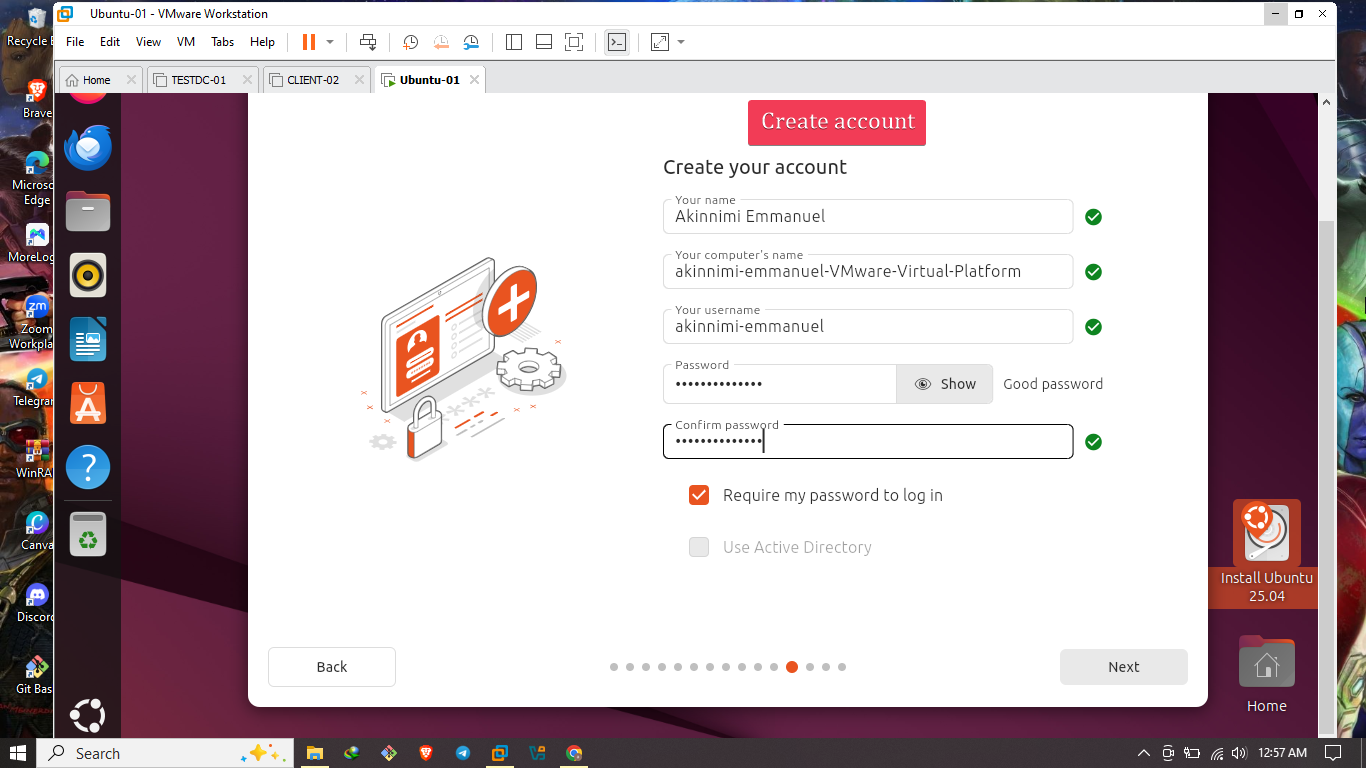 Ubuntu-01 - VMware Workstation
File Edit View VM Tabs Help
Home TESTDC-01 CLIENT-02 Ubuntu-01
Recycle
Brave
Microso
Edge
MoreLog
Zoom
Workpla
Telegran
WinRA
Canva
Discord
Git Bas
Create account
Create your account
Your name
Akinnimi Emmanuel
Your computer's name
akinnimi-emmanuel-VMware-Virtual-Platform
Your username
akinnimi-emmanuel
Password
•••••••••••••• Show Good password
Confirm password
••••••••••••••
Require my password to log in
Use Active Directory
Back Next
Install Ubuntu
25.04
Home
Search
12:57 AM